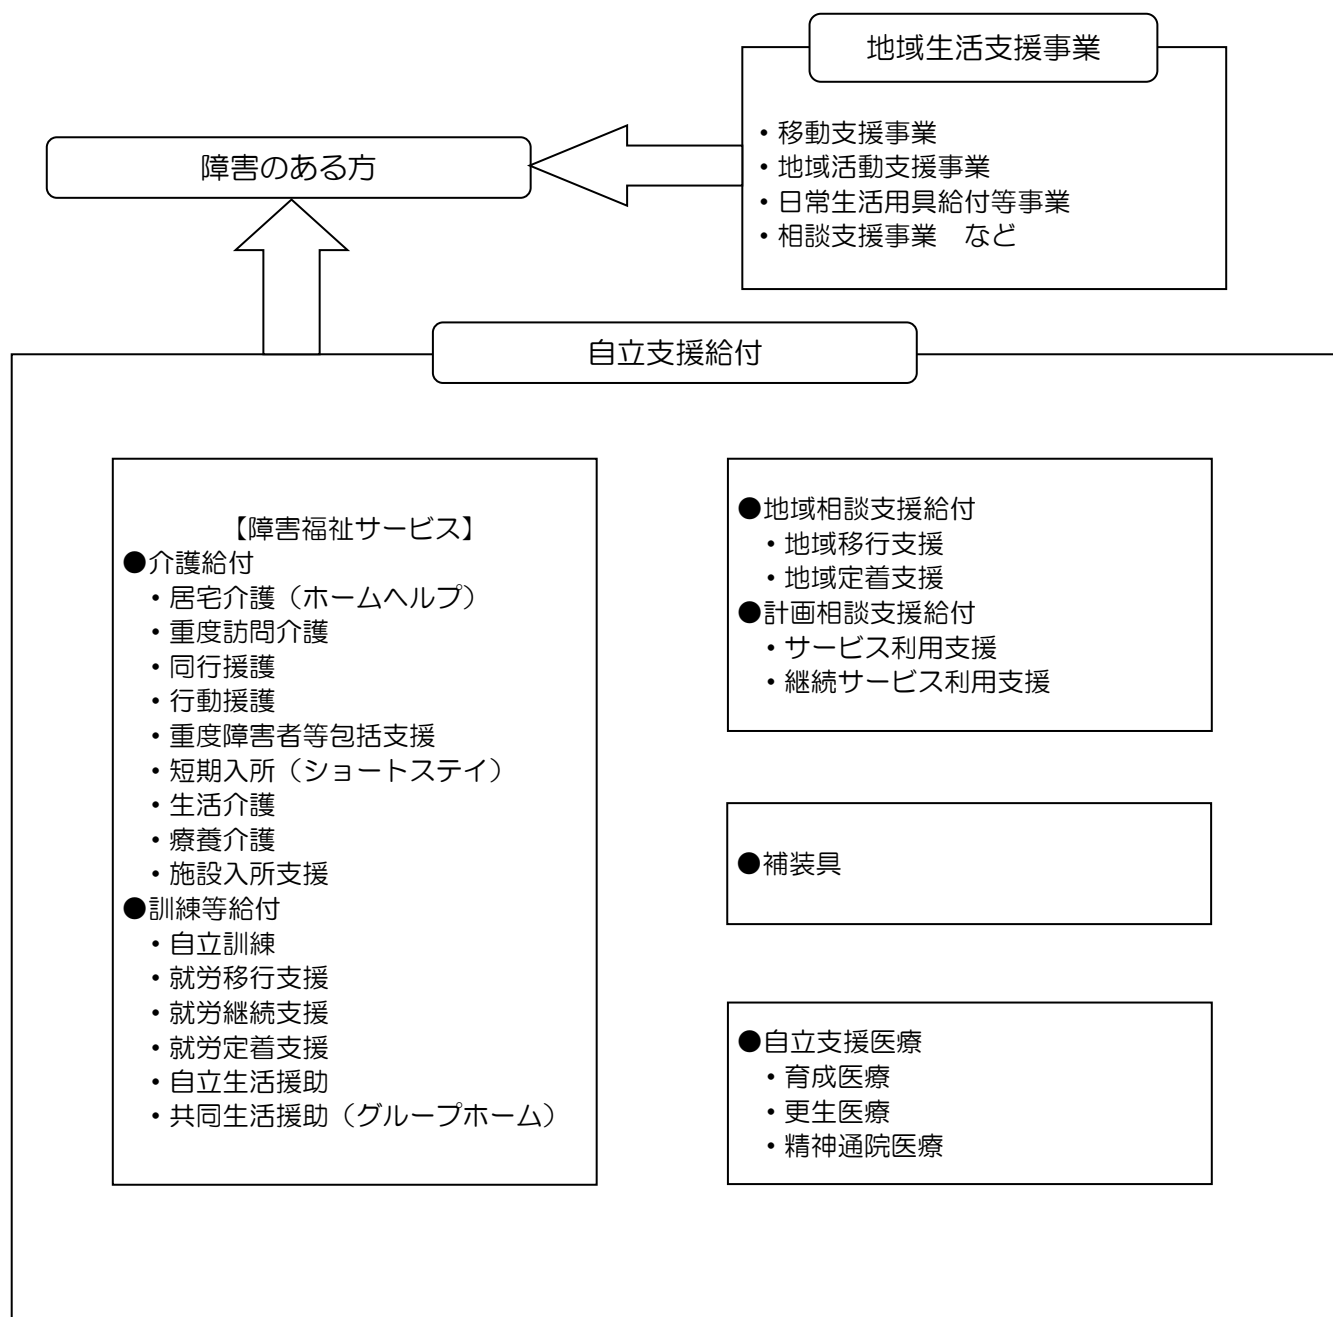 地域生活支援事業
・移動支援事業
・地域活動支援事業
・日常生活用具給付等事業
・相談支援事業　など
障害のある方
自立支援給付
【障害福祉サービス】
●介護給付
・居宅介護（ホームヘルプ）
・重度訪問介護
・同行援護
・行動援護
・重度障害者等包括支援
・短期入所（ショートステイ）
・生活介護
・療養介護
・施設入所支援
●訓練等給付
・自立訓練
・就労移行支援
・就労継続支援
・就労定着支援
・自立生活援助
・共同生活援助（グループホーム）
●地域相談支援給付
・地域移行支援
・地域定着支援
●計画相談支援給付
・サービス利用支援
・継続サービス利用支援
●補装具
●自立支援医療
・育成医療
・更生医療
・精神通院医療